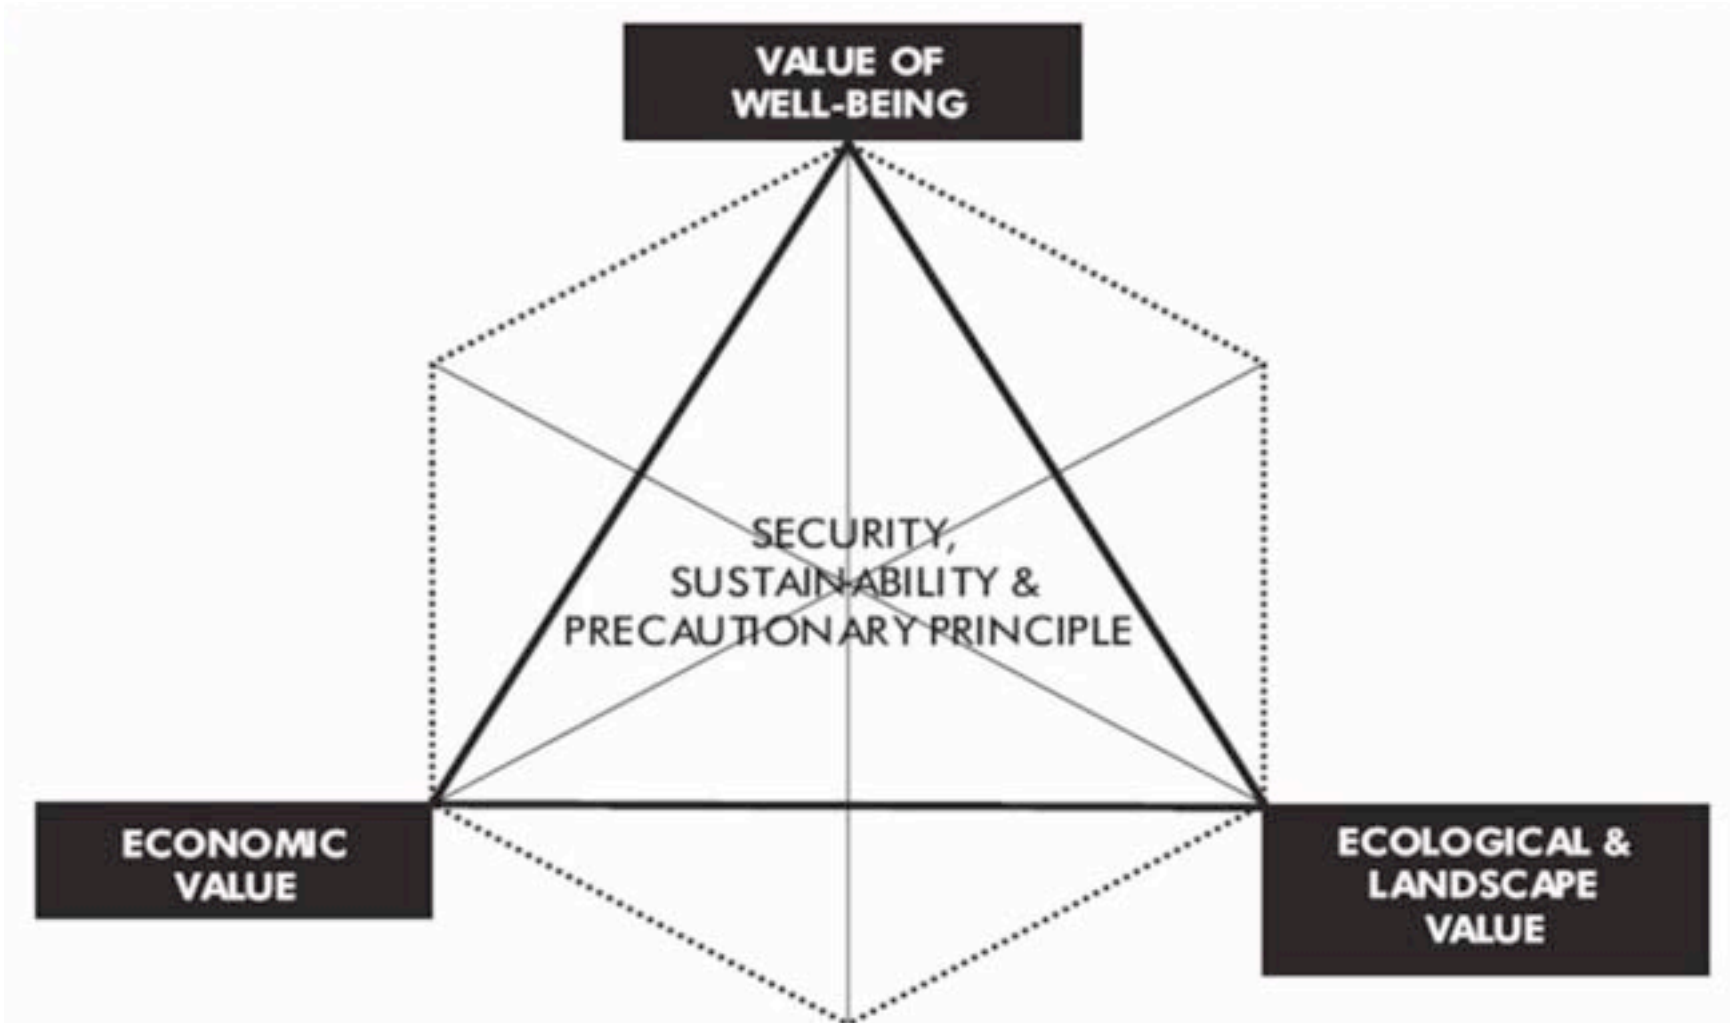 VALUE OF
WELL-BEING
SECURITY,
SUSTAINABILITY &
PRECAUTIONARY PRINCIPLE
ECONOMIC
VALUE
ECOLOGICAL &
LANDSCAPE
VALUE